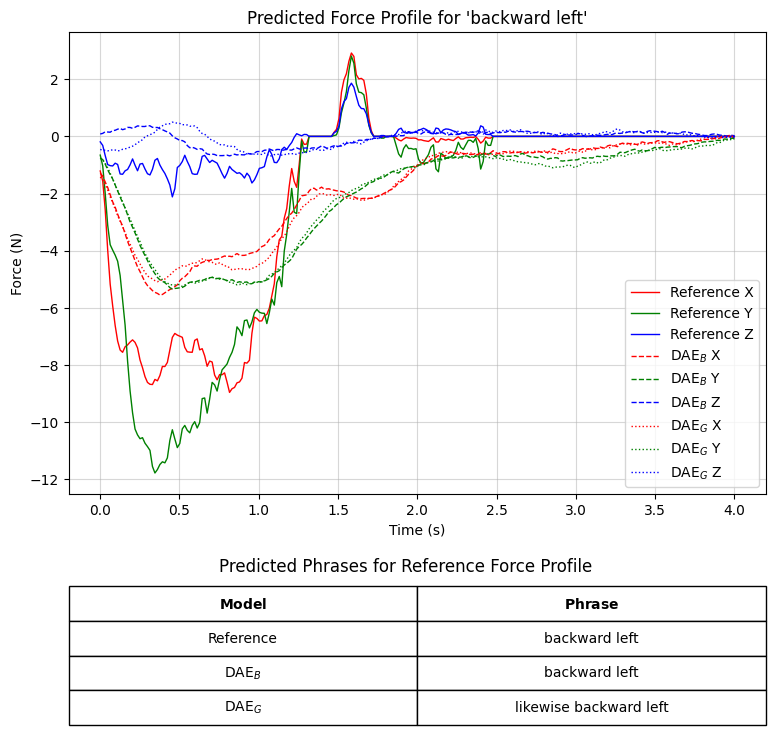 Predicted Force Profile for 'backward left'
Force (N)
2
0
−2
−4
−6
−8
−10
−12
0.0 0.5 1.0 1.5 2.0 2.5 3.0 3.5 4.0
Time (s)
Reference X
Reference Y
Reference Z
DAE_B X
DAE_B Y
DAE_B Z
DAE_G X
DAE_G Y
DAE_G Z
Predicted Phrases for Reference Force Profile
Model Phrase
Reference backward left
DAE_B backward left
DAE_G likewise backward left